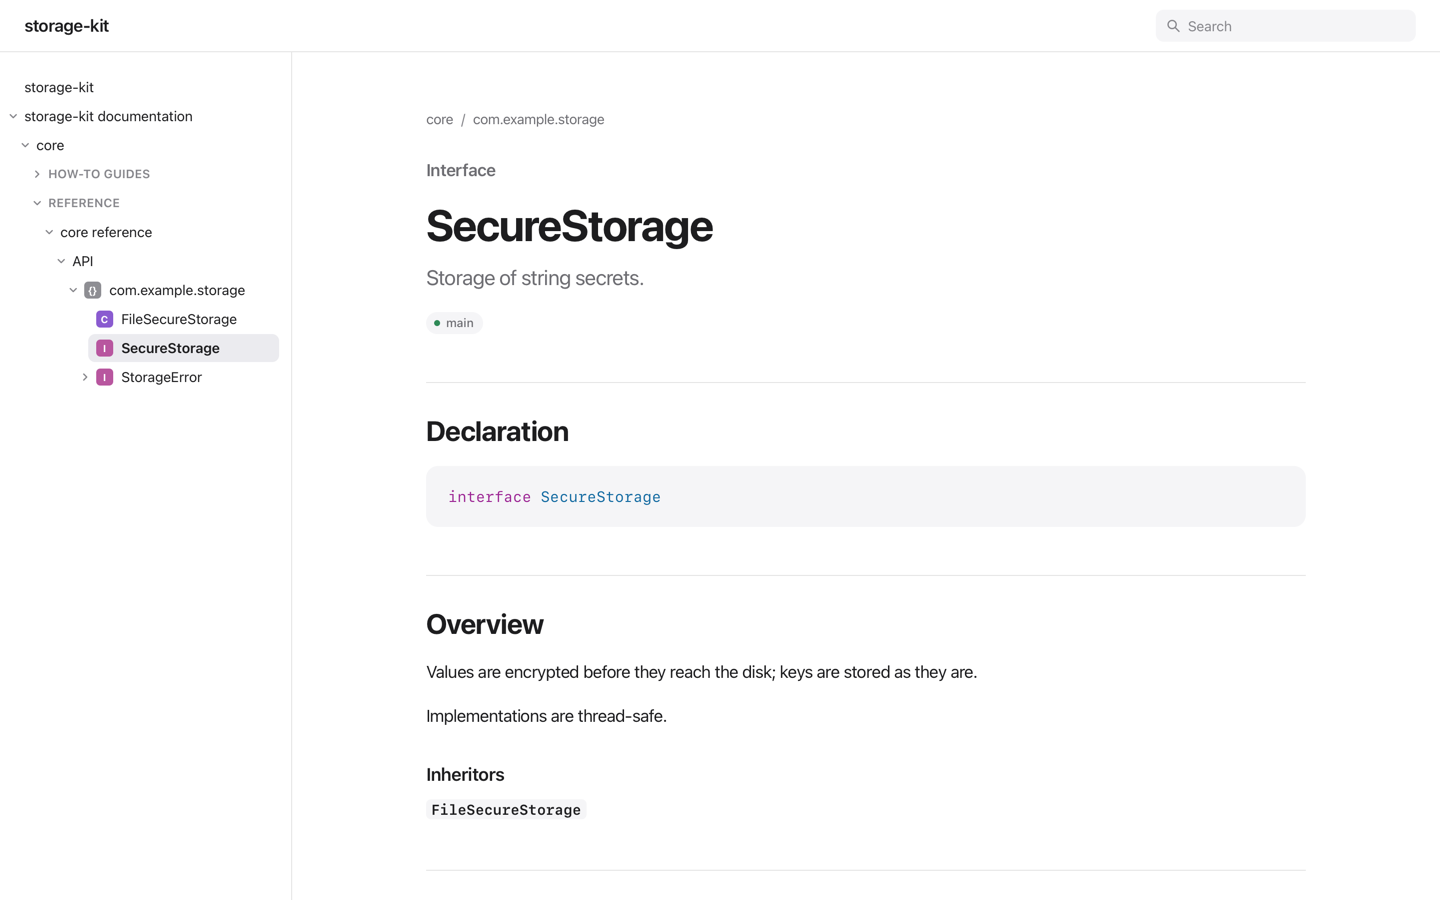 storage-kit
Search
storage-kit
storage-kit documentation
core
HOW-TO GUIDES
REFERENCE
core reference
API
{} com.example.storage
C FileSecureStorage
I SecureStorage
I StorageError
core / com.example.storage
Interface
SecureStorage
Storage of string secrets.
main
Declaration
interface SecureStorage
Overview
Values are encrypted before they reach the disk; keys are stored as they are.
Implementations are thread-safe.
Inheritors
FileSecureStorage